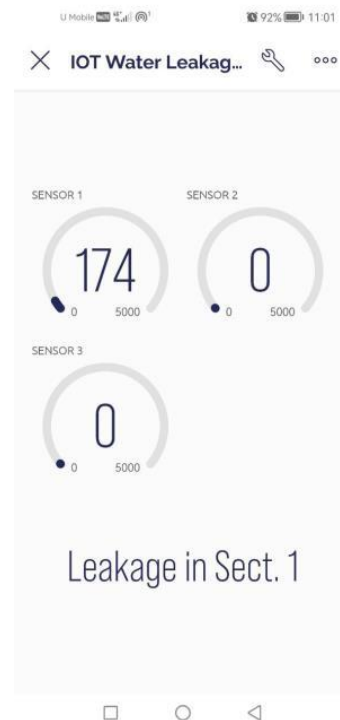 U Mobile 92% 11:01
IOT Water Leakag...
SENSOR 1 SENSOR 2
174 0
0 5000 0 5000
SENSOR 3
0
0 5000
Leakage in Sect. 1